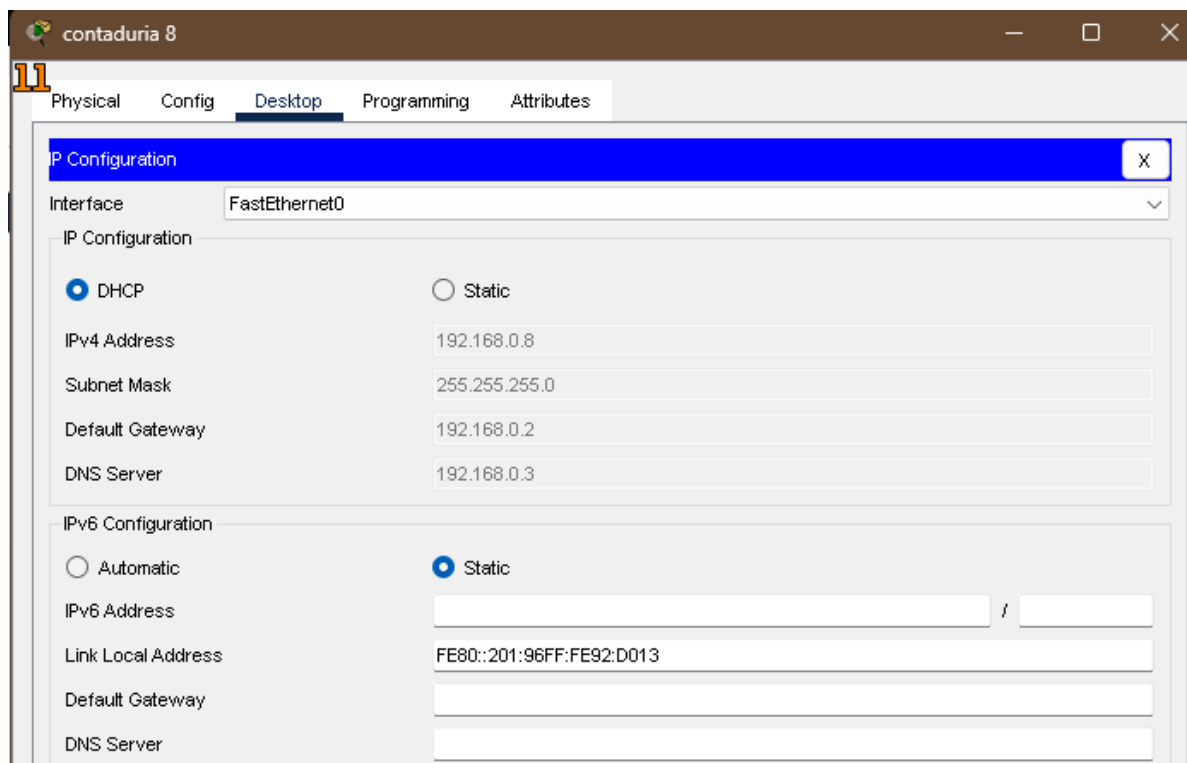 contaduria 8
11
Physical Config Desktop Programming Attributes
IP Configuration X
Interface FastEthernet0
IP Configuration
DHCP Static
IPv4 Address 192.168.0.8
Subnet Mask 255.255.255.0
Default Gateway 192.168.0.2
DNS Server 192.168.0.3
IPv6 Configuration
Automatic Static
IPv6 Address /
Link Local Address FE80::201:96FF:FE92:D013
Default Gateway
DNS Server